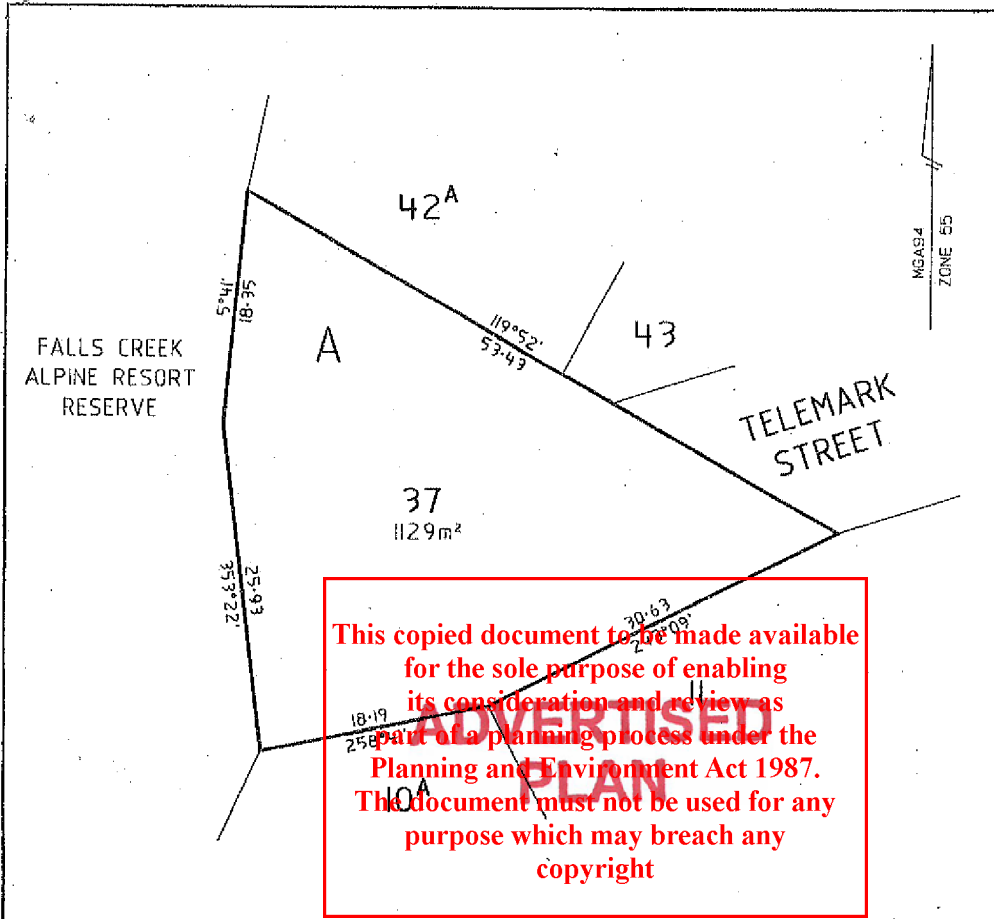 42A
MGA94
ZONE 55
5°41'
18·35
119°52'
53·43
43
A
FALLS CREEK
ALPINE RESORT
RESERVE
TELEMARK
STREET
37
1129m²
25·93
353°22'
30·63
11
18·19
10A
This copied document to be made available
for the sole purpose of enabling
its consideration and review as
part of a planning process under the
Planning and Environment Act 1987.
The document must not be used for any
purpose which may breach any
copyright
ADVERTISED
PLAN